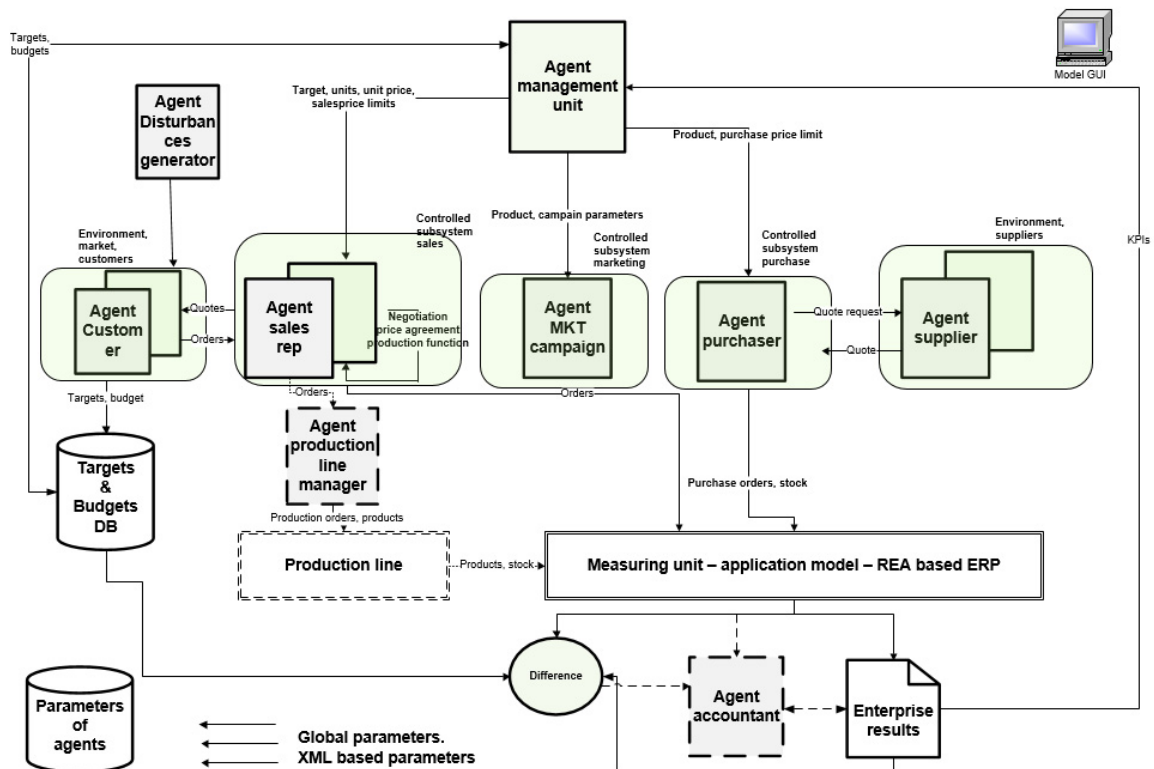 Targets,
budgets
Agent
management
unit
Model GUI
Agent
Disturban
ces
generator
Target, units, unit price,
salesprice limits
Product, purchase price limit
Product, campain parameters
Environment,
market,
customers
Controlled
subsystem
sales
Controlled
subsystem
marketing
Controlled
subsystem
purchase
Environment,
suppliers
KPIs
Agent
Custom
er
Quotes
Orders
Agent
sales
rep
Negotiation
price agreement
production function
Agent
MKT
campaign
Agent
purchaser
Quote request
Quote
Agent
supplier
Targets, budget
Orders
Orders
Agent
production
line
manager
Targets
&
Budgets
DB
Purchase orders, stock
Production orders, products
Production line
Products, stock
Measuring unit – application model – REA based ERP
Difference
Agent
accountant
Enterprise
results
Parameters
of
agents
Global parameters.
XML based parameters